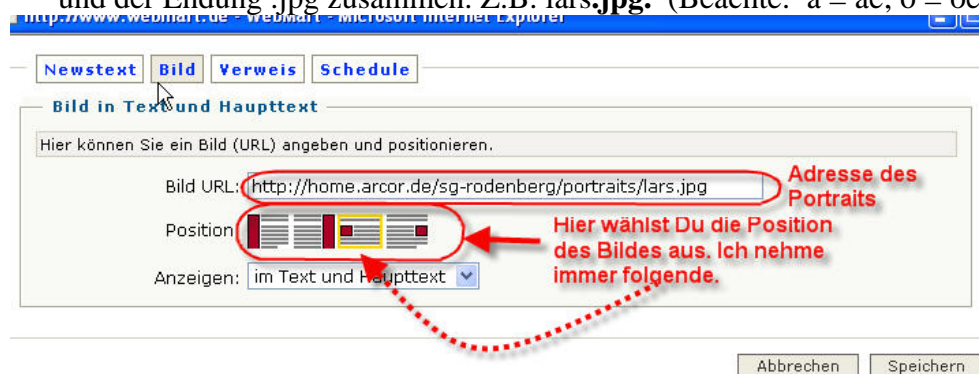 und der Endung .jpg zusammen. Z.B. lars.jpg. (Beachte: ä = ae, ö = oe
http://www.webmart.de - WebMart - Microsoft Internet Explorer
Newstext Bild Verweis Schedule
Bild in Text und Haupttext
Hier können Sie ein Bild (URL) angeben und positionieren.
Bild URL: http://home.arcor.de/sg-rodenberg/portraits/lars.jpg
Adresse des
Portraits
Position
Hier wählst Du die Position
des Bildes aus. Ich nehme
immer folgende.
Anzeigen: im Text und Haupttext
Abbrechen Speichern